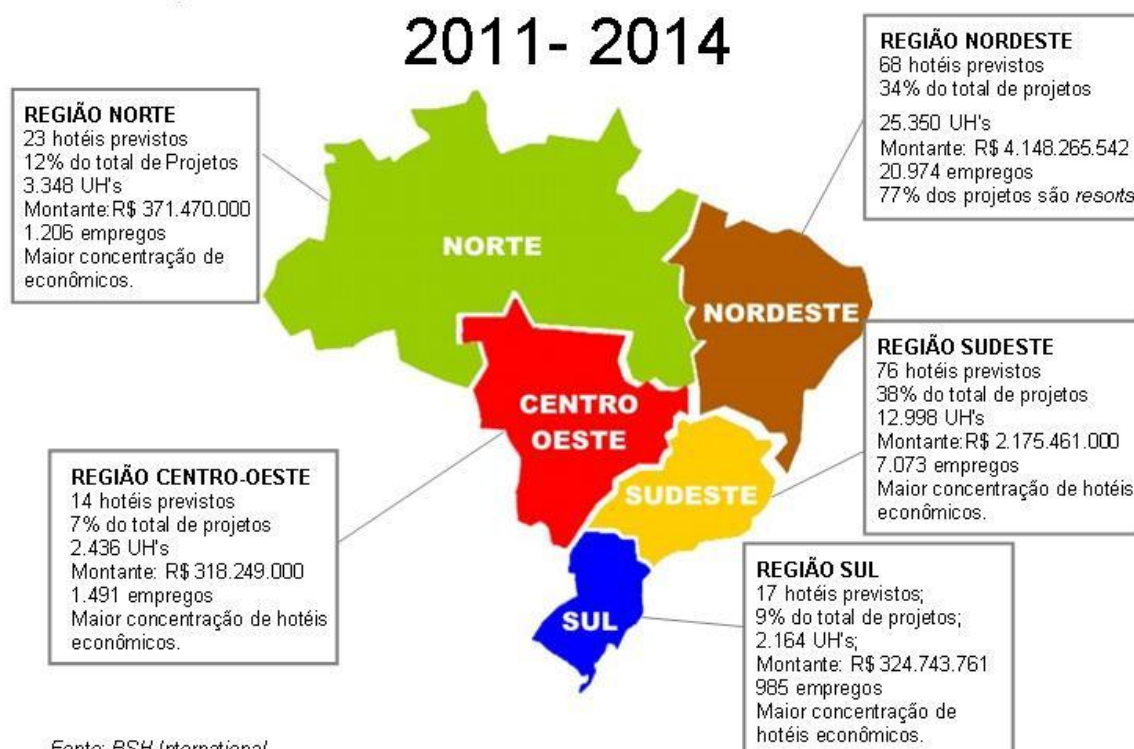 2011- 2014
REGIÃO NORTE
23 hotéis previstos
12% do total de Projetos
3.348 UH's
Montante:R$ 371.470.000
1.206 empregos
Maior concentração de
econômicos.
REGIÃO NORDESTE
68 hotéis previstos
34% do total de projetos
25.350 UH's
Montante: R$ 4.148.265.542
20.974 empregos
77% dos projetos são resorts
NORTE
NORDESTE
CENTRO
OESTE
SUDESTE
SUL
REGIÃO SUDESTE
76 hotéis previstos
38% do total de projetos
12.998 UH's
Montante:R$ 2.175.461.000
7.073 empregos
Maior concentração de hotéis
econômicos.
REGIÃO CENTRO-OESTE
14 hotéis previstos
7% do total de projetos
2.436 UH's
Montante: R$ 318.249.000
1.491 empregos
Maior concentração de hotéis
econômicos.
REGIÃO SUL
17 hotéis previstos;
9% do total de projetos;
2.164 UH's;
Montante: R$ 324.743.761
985 empregos
Maior concentração de
hotéis econômicos.
Fonte: BSH International